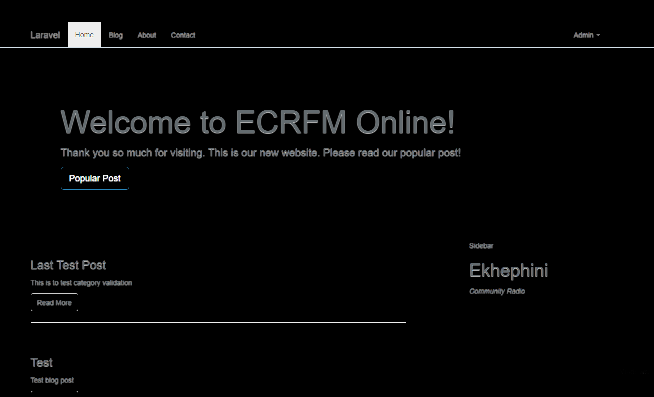 Laravel Home Blog About Contact Admin
Welcome to ECRFM Online!
Thank you so much for visiting. This is our new website. Please read our popular post!
Popular Post
Last Test Post
This is to test category validation
Read More
Test
Test blog post
Sidebar
Ekhephini
Community Radio